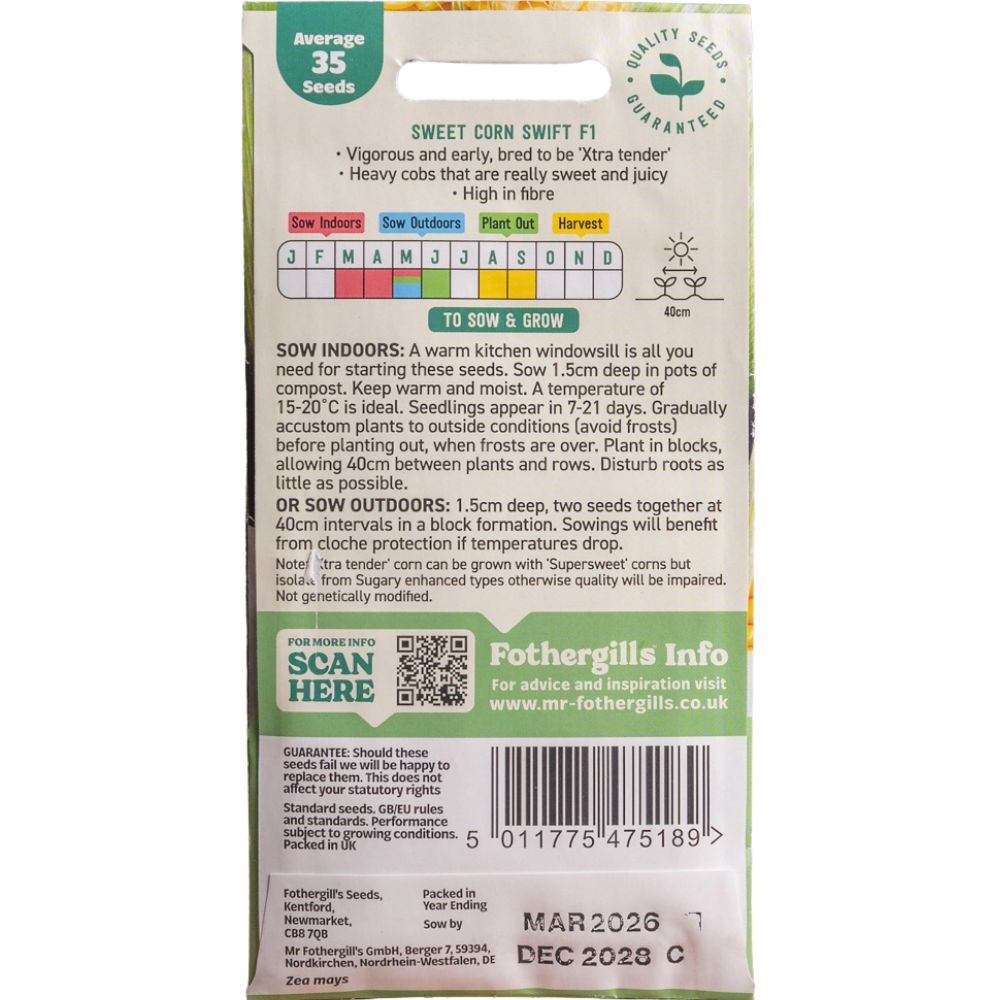 Average
35
Seeds
QUALITY SEEDS
GUARANTEED
SWEET CORN SWIFT F1
• Vigorous and early, bred to be 'Xtra tender'
• Heavy cobs that are really sweet and juicy
• High in fibre
Sow Indoors Sow Outdoors Plant Out Harvest
J F M A M J J A S O N D
40cm
TO SOW & GROW
SOW INDOORS: A warm kitchen windowsill is all you
need for starting these seeds. Sow 1.5cm deep in pots of
compost. Keep warm and moist. A temperature of
15-20˚C is ideal. Seedlings appear in 7-21 days. Gradually
accustom plants to outside conditions (avoid frosts)
before planting out, when frosts are over. Plant in blocks,
allowing 40cm between plants and rows. Disturb roots as
little as possible.
OR SOW OUTDOORS: 1.5cm deep, two seeds together at
40cm intervals in a block formation. Sowings will benefit
from cloche protection if temperatures drop.
Note: 'Xtra tender' corn can be grown with 'Supersweet' corns but
isolate from Sugary enhanced types otherwise quality will be impaired.
Not genetically modified.
FOR MORE INFO
SCAN
HERE
Fothergills Info
For advice and inspiration visit
www.mr-fothergills.co.uk
GUARANTEE: Should these
seeds fail we will be happy to
replace them. This does not
affect your statutory rights
Standard seeds. GB/EU rules
and standards. Performance
subject to growing conditions.
Packed in UK
5 011775 475189 >
Fothergill's Seeds,
Kentford,
Newmarket,
CB8 7QB
Packed in
Year Ending
Sow by
MAR 2026
DEC 2028 C
Mr Fothergill's GmbH, Berger 7, 59394,
Nordkirchen, Nordrhein-Westfalen, DE
Zea mays